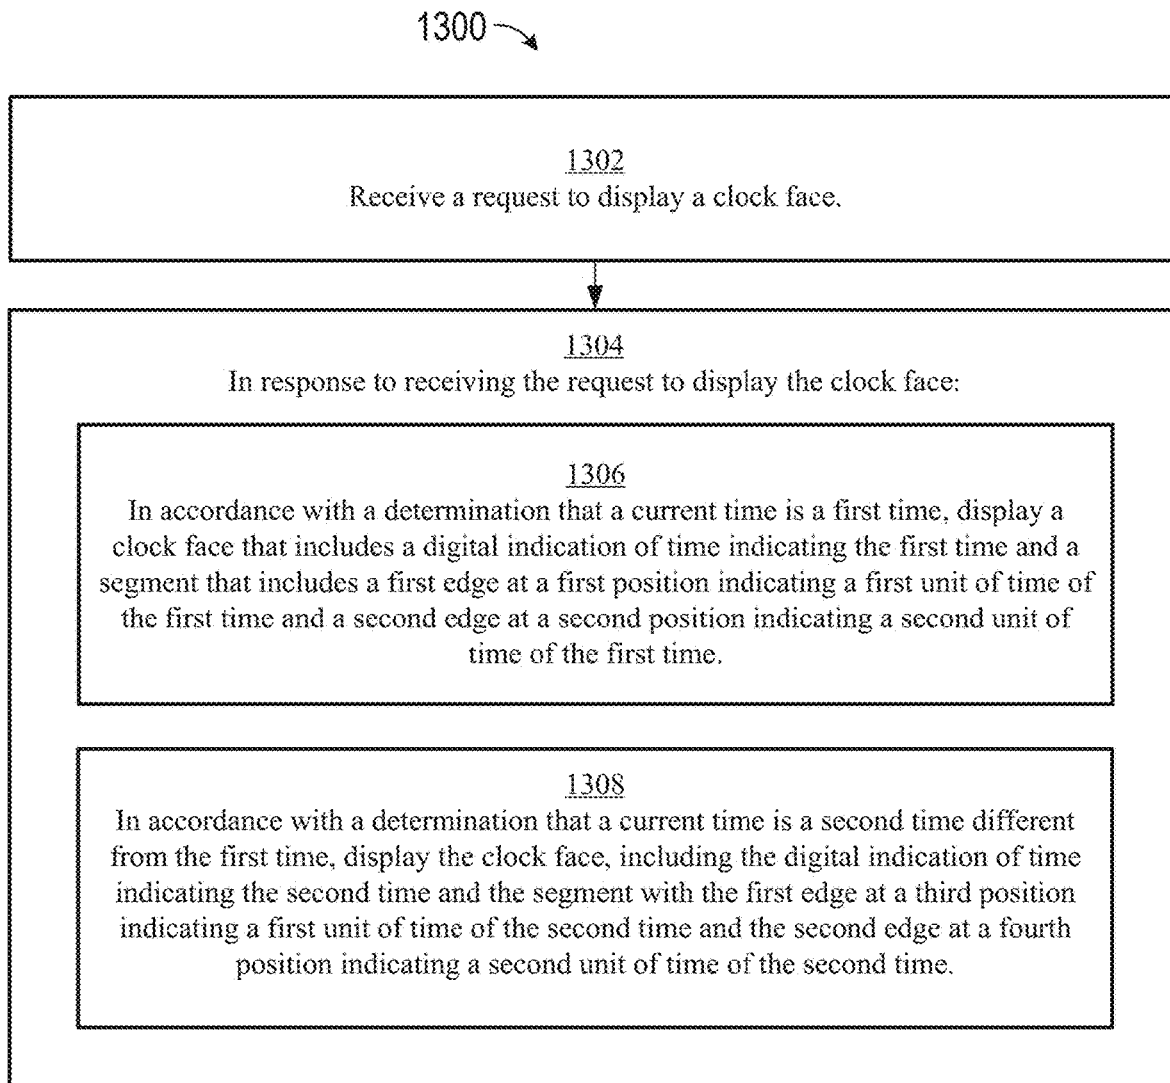 1300
1302
Receive a request to display a clock face.
1304
In response to receiving the request to display the clock face:
1306
In accordance with a determination that a current time is a first time, display a
clock face that includes a digital indication of time indicating the first time and a
segment that includes a first edge at a first position indicating a first unit of time of
the first time and a second edge at a second position indicating a second unit of
time of the first time.
1308
In accordance with a determination that a current time is a second time different
from the first time, display the clock face, including the digital indication of time
indicating the second time and the segment with the first edge at a third position
indicating a first unit of time of the second time and the second edge at a fourth
position indicating a second unit of time of the second time.